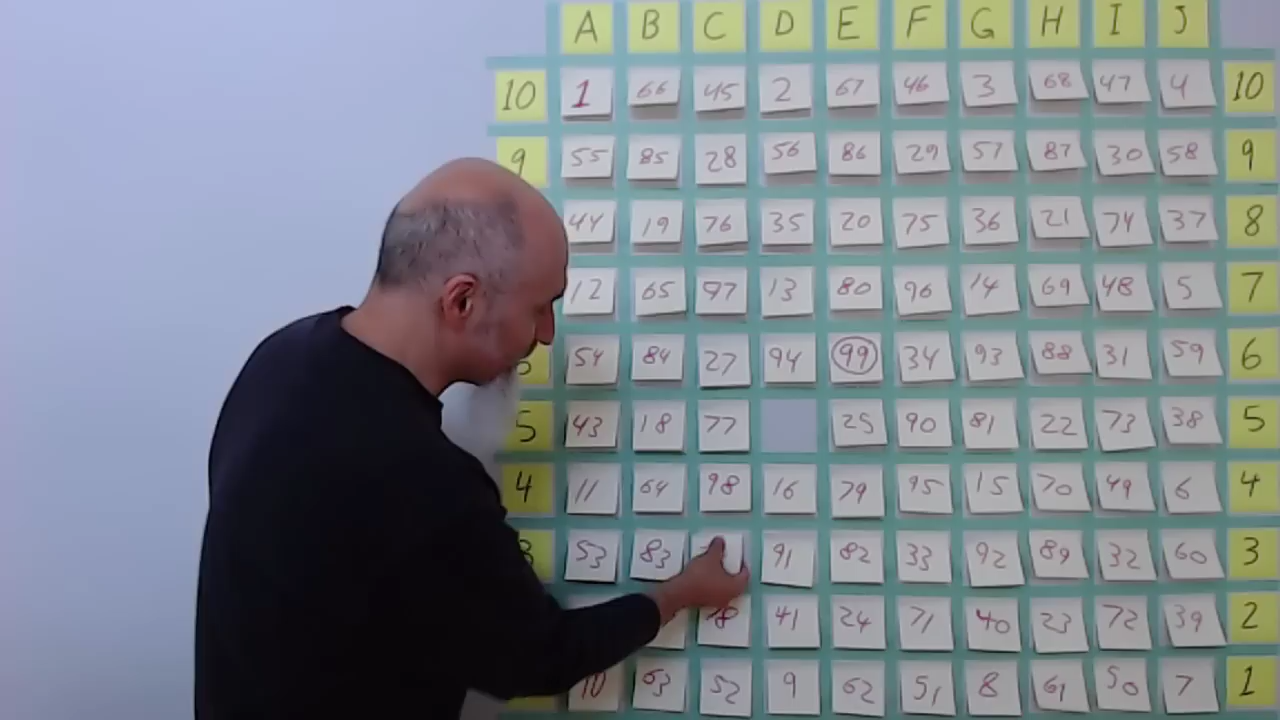 A B C D E F G H I J
10 1 66 45 2 67 46 3 68 47 4 10
9 55 85 28 56 86 29 57 87 30 58 9
44 19 76 35 20 75 36 21 74 37 8
12 65 97 13 80 96 14 69 48 5 7
54 84 27 94 99 34 93 88 31 59 6
5 43 18 77 25 90 81 22 73 38 5
4 11 64 98 16 79 95 15 70 49 6 4
3 53 83 91 82 33 92 89 32 60 3
78 41 24 71 40 23 72 39 2
10 63 52 9 62 51 8 61 50 7 1